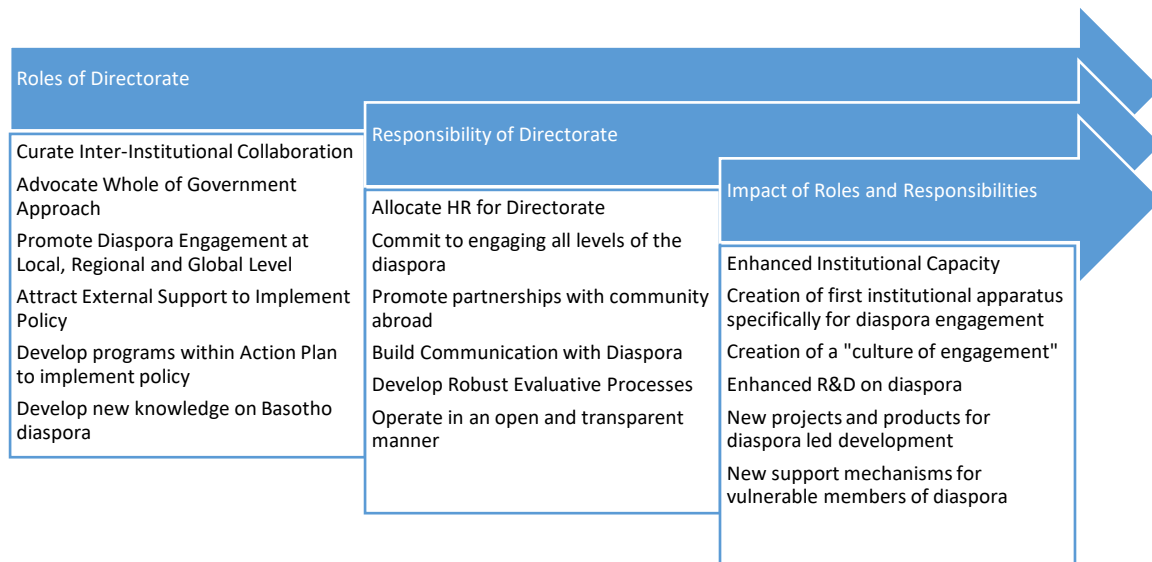 Roles of Directorate
Curate Inter-Institutional Collaboration
Advocate Whole of Government
Approach
Promote Diaspora Engagement at
Local, Regional and Global Level
Attract External Support to Implement
Policy
Develop programs within Action Plan
to implement policy
Develop new knowledge on Basotho
diaspora
Responsibility of Directorate
Allocate HR for Directorate
Commit to engaging all levels of the
diaspora
Promote partnerships with community
abroad
Build Communication with Diaspora
Develop Robust Evaluative Processes
Operate in an open and transparent
manner
Impact of Roles and Responsibilities
Enhanced Institutional Capacity
Creation of first institutional apparatus
specifically for diaspora engagement
Creation of a "culture of engagement"
Enhanced R&D on diaspora
New projects and products for
diaspora led development
New support mechanisms for
vulnerable members of diaspora